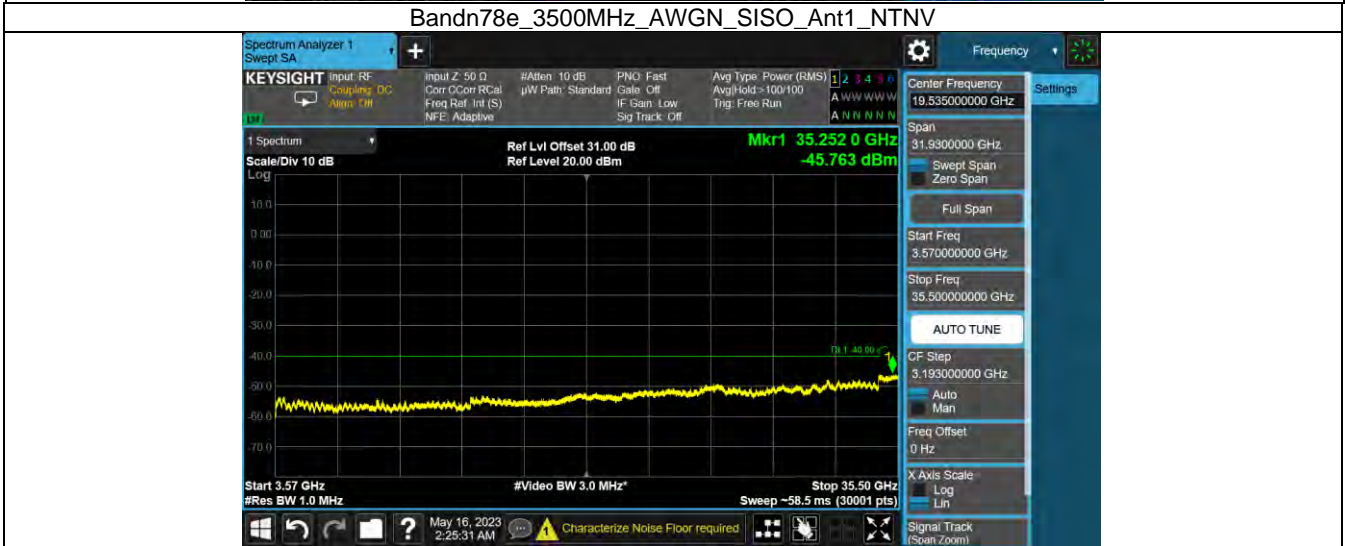 Bandn78e_3500MHz_AWGN_SISO_Ant1_NTNV
Spectrum Analyzer 1
Swept SA
+
Frequency
KEYSIGHT
Input: RF
Coupling: DC
Align: Off
Input Z: 50 Ω
Corr CCorr RCal
Freq Ref: Int (S)
NFE: Adaptive
#Atten: 10 dB
µW Path: Standard
PNO: Fast
Gate: Off
IF Gain: Low
Sig Track: Off
Avg Type: Power (RMS)
Avg|Hold:>100/100
Trig: Free Run
1 2 3 4 5 6
A W W W W W
A N N N N N
Center Frequency
19.535000000 GHz
Settings
Span
31.9300000 GHz
Swept Span
Zero Span
Full Span
Start Freq
3.570000000 GHz
Stop Freq
35.500000000 GHz
AUTO TUNE
CF Step
3.193000000 GHz
Auto
Man
Freq Offset
0 Hz
X Axis Scale
Log
Lin
Signal Track
(Span Zoom)
1 Spectrum
Scale/Div 10 dB
Log
Ref Lvl Offset 31.00 dB
Ref Level 20.00 dBm
Mkr1 35.252 0 GHz
-45.763 dBm
10.0
0.00
-10.0
-20.0
-30.0
-40.0
-50.0
-60.0
-70.0
1
Start 3.57 GHz
#Res BW 1.0 MHz
#Video BW 3.0 MHz*
Stop 35.50 GHz
Sweep ~58.5 ms (30001 pts)
?
May 16, 2023
2:25:31 AM
Characterize Noise Floor required